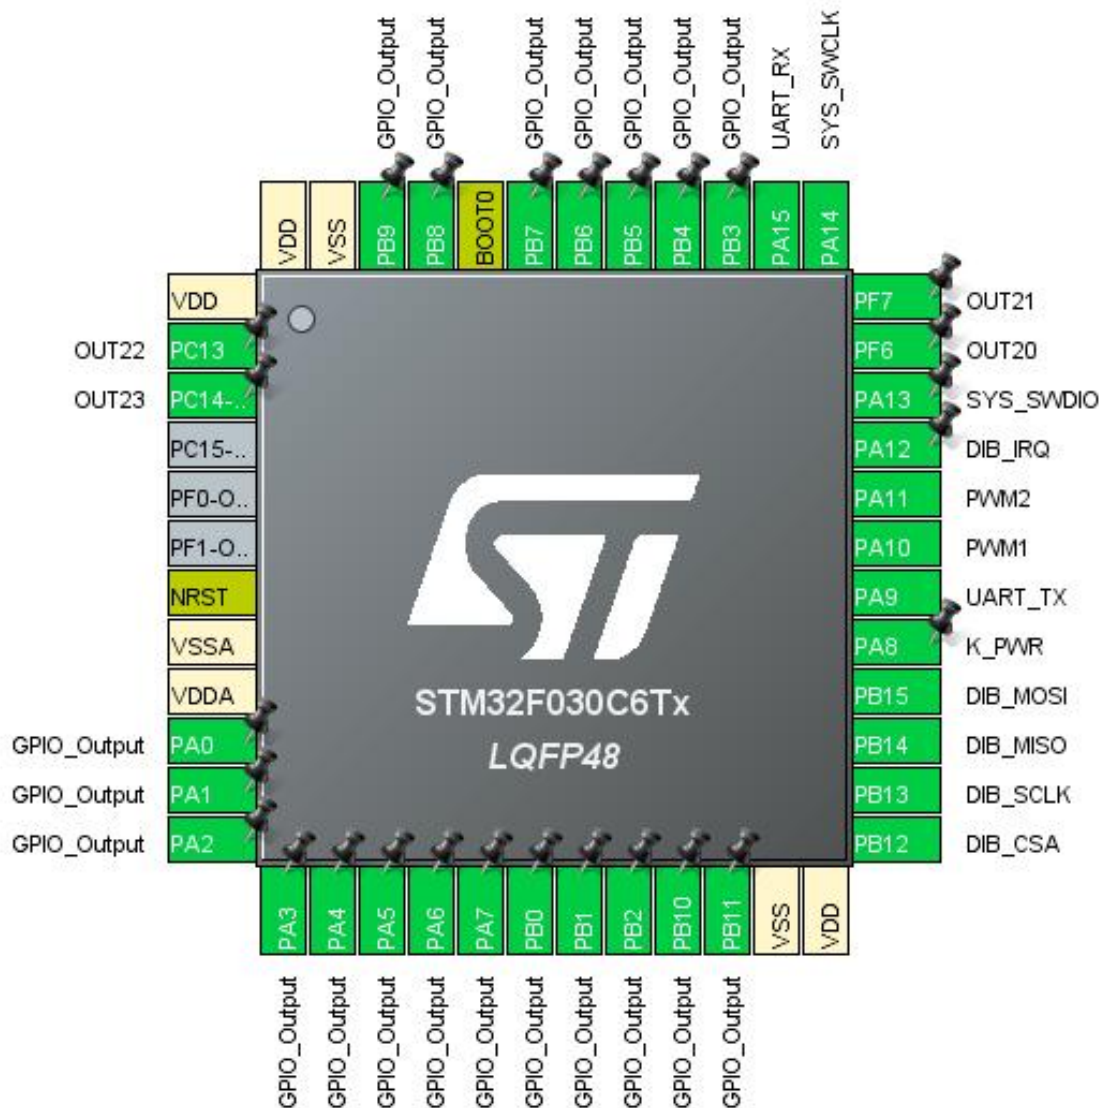 GPIO_Output
GPIO_Output
GPIO_Output
GPIO_Output
GPIO_Output
GPIO_Output
GPIO_Output
UART_RX
SYS_SWCLK
VDD
VSS
PB9
PB8
BOOT0
PB7
PB6
PB5
PB4
PB3
PA15
PA14
VDD
PF7 OUT21
OUT22 PC13
PF6 OUT20
OUT23 PC14-..
PA13 SYS_SWDIO
PC15-..
PA12 DIB_IRQ
PF0-O..
PA11 PWM2
PF1-O..
PA10 PWM1
NRST
PA9 UART_TX
VSSA
PA8 K_PWR
VDDA
PB15 DIB_MOSI
GPIO_Output PA0
PB14 DIB_MISO
GPIO_Output PA1
PB13 DIB_SCLK
GPIO_Output PA2
PB12 DIB_CSA
ST
STM32F030C6Tx
LQFP48
PA3
PA4
PA5
PA6
PA7
PB0
PB1
PB2
PB10
PB11
VSS
VDD
GPIO_Output
GPIO_Output
GPIO_Output
GPIO_Output
GPIO_Output
GPIO_Output
GPIO_Output
GPIO_Output
GPIO_Output
GPIO_Output